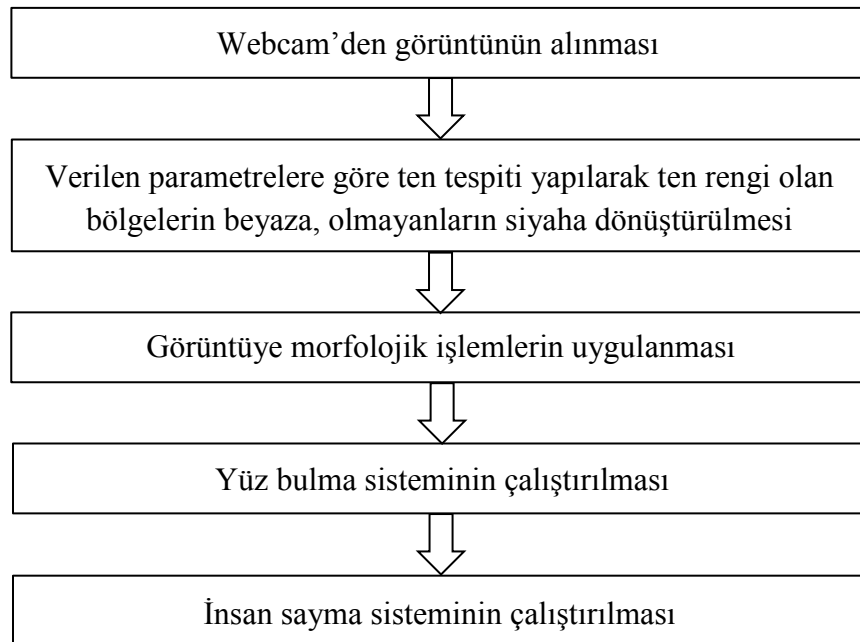 Webcam’den görüntünün alınması
Verilen parametrelere göre ten tespiti yapılarak ten rengi olan
bölgelerin beyaza, olmayanların siyaha dönüştürülmesi
Görüntüye morfolojik işlemlerin uygulanması
Yüz bulma sisteminin çalıştırılması
İnsan sayma sisteminin çalıştırılması